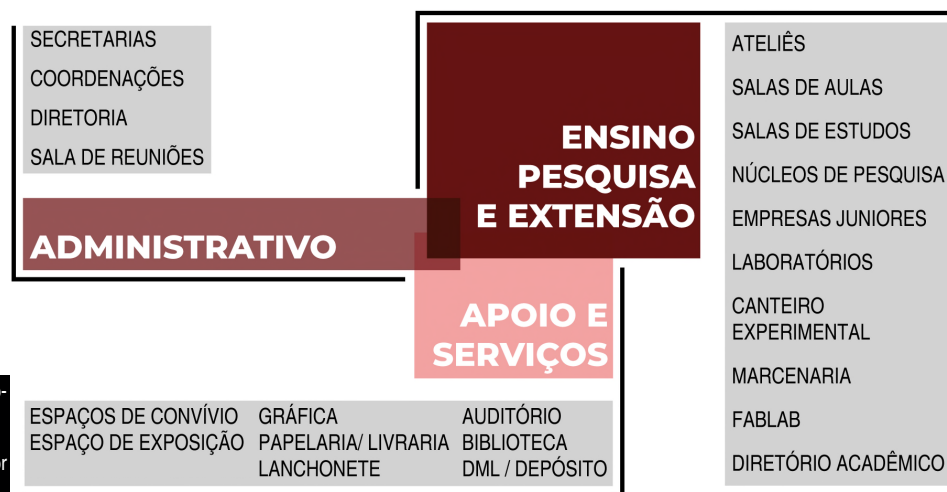 SECRETARIAS
COORDENAÇÕES
DIRETORIA
SALA DE REUNIÕES
ADMINISTRATIVO
ENSINO
PESQUISA
E EXTENSÃO
ATELIÊS
SALAS DE AULAS
SALAS DE ESTUDOS
NÚCLEOS DE PESQUISA
EMPRESAS JUNIORES
LABORATÓRIOS
CANTEIRO
EXPERIMENTAL
MARCENARIA
FABLAB
DIRETÓRIO ACADÊMICO
APOIO E
SERVIÇOS
ESPAÇOS DE CONVÍVIO
ESPAÇO DE EXPOSIÇÃO
GRÁFICA
PAPELARIA/ LIVRARIA
LANCHONETE
AUDITÓRIO
BIBLIOTECA
DML / DEPÓSITO